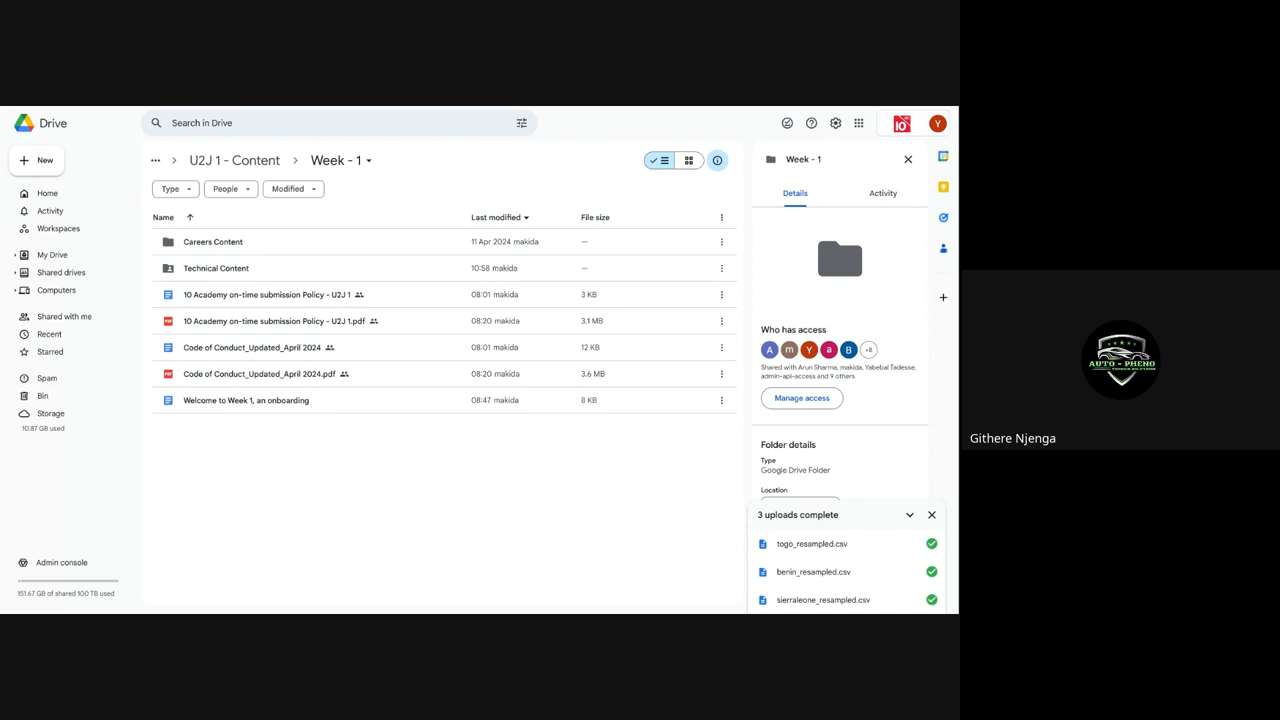 Drive
Search in Drive
10
Y
New
U2J 1 - Content
Week - 1
Week - 1
Type
People
Modified
Details
Activity
Home
Activity
Workspaces
My Drive
Shared drives
Computers
Shared with me
Recent
Starred
Spam
Bin
Storage
10.87 GB used
Admin console
151.67 GB of shared 100 TB used
Name
Last modified
File size
Careers Content
11 Apr 2024 makida
—
Technical Content
10:58 makida
—
10 Academy on-time submission Policy - U2J 1
08:01 makida
3 KB
PDF
10 Academy on-time submission Policy - U2J 1.pdf
08:20 makida
3.1 MB
Code of Conduct_Updated_April 2024
08:01 makida
12 KB
PDF
Code of Conduct_Updated_April 2024.pdf
08:20 makida
3.6 MB
Welcome to Week 1, an onboarding
08:47 makida
8 KB
Who has access
A m Y a B +8
Shared with Arun Sharma, makida, Yabebal Tadesse,
admin-api-access and 9 others
Manage access
Folder details
Type
Google Drive Folder
Location
3 uploads complete
togo_resampled.csv
benin_resampled.csv
sierraleone_resampled.csv
AUTO - PHENO
Githere Njenga